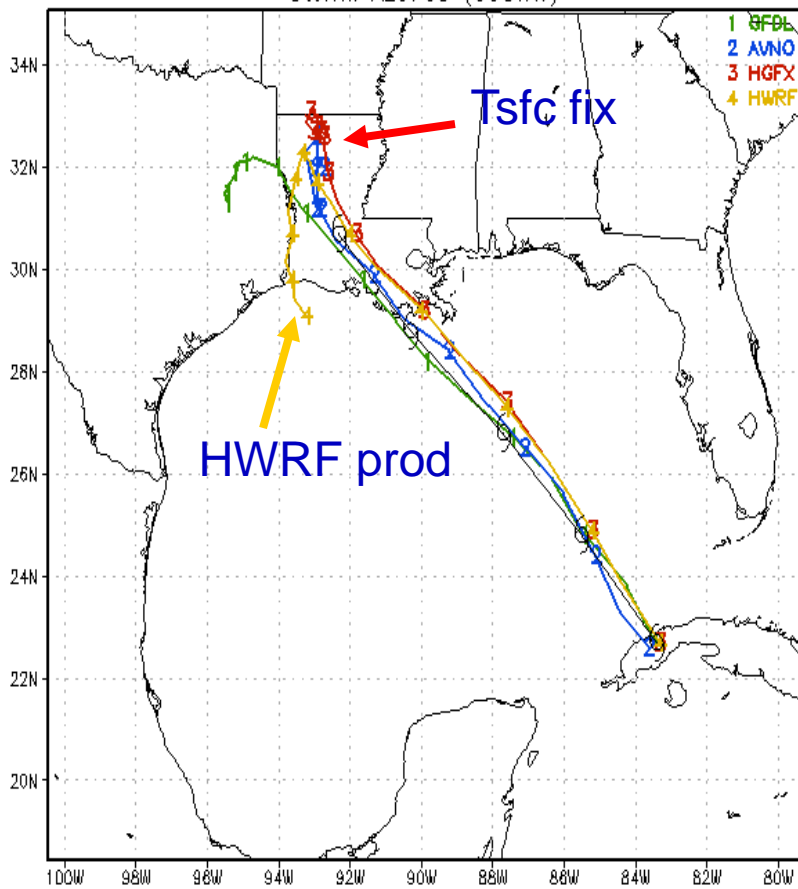 1 GFDL
2 AVNO
3 HGFX
4 HWRF
Tsfc fix
HWRF prod
34N
32N
30N
28N
26N
24N
22N
20N
100W 98W 96W 94W 92W 90W 88W 86W 84W 82W 80W